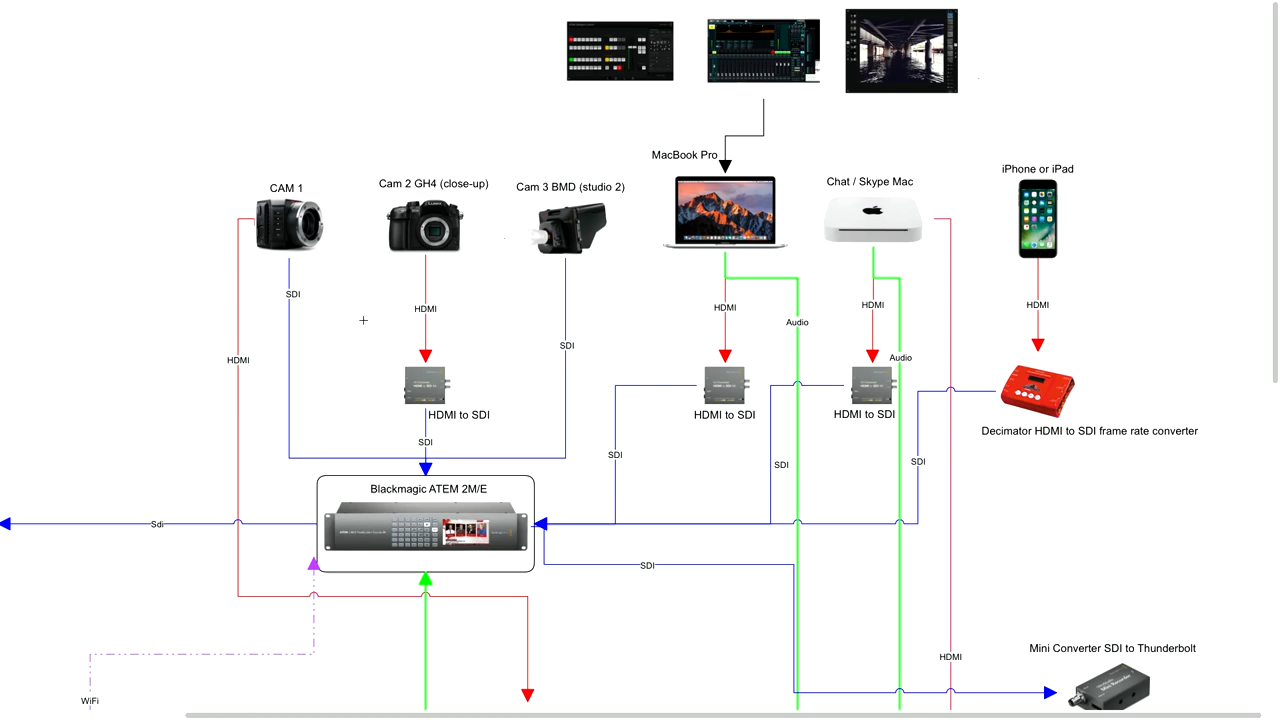 MacBook Pro
iPhone or iPad
Cam 2 GH4 (close-up)
Chat / Skype Mac
CAM 1
Cam 3 BMD (studio 2)
SDI
HDMI
HDMI
HDMI
HDMI
Audio
SDI
HDMI
Audio
HDMI to SDI
HDMI to SDI
HDMI to SDI
Decimator HDMI to SDI frame rate converter
SDI
SDI
SDI
SDI
Blackmagic ATEM 2M/E
Sdi
SDI
Mini Converter SDI to Thunderbolt
HDMI
WiFi